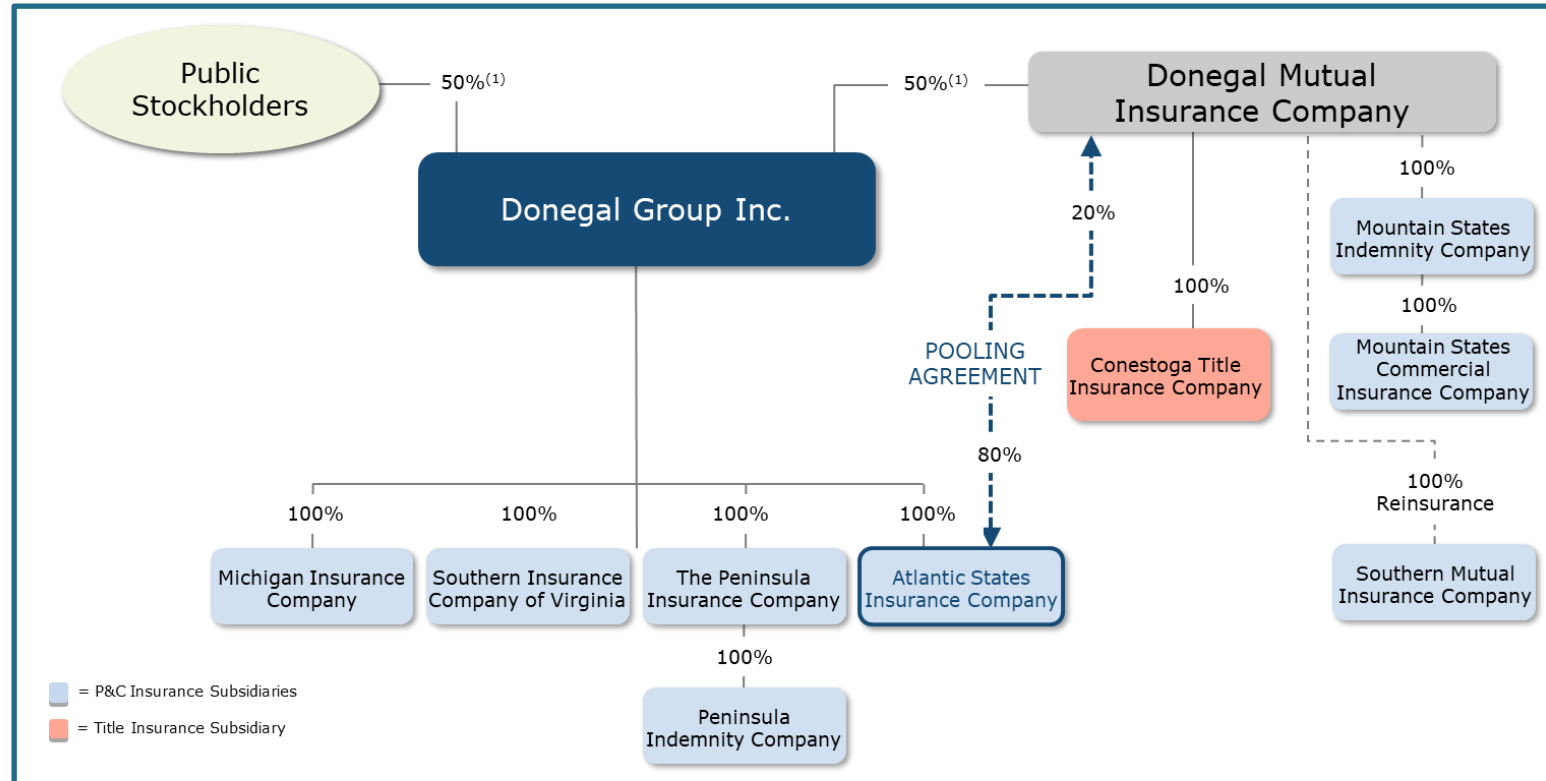 Public
Stockholders
50%(1)
50%(1)
Donegal Mutual
Insurance Company
Donegal Group Inc.
20%
100%
100%
Mountain States
Indemnity Company
100%
Mountain States
Commercial
Insurance Company
POOLING
AGREEMENT
Conestoga Title
Insurance Company
80%
100%
Reinsurance
Southern Mutual
Insurance Company
100%
100%
100%
100%
Michigan Insurance
Company
Southern Insurance
Company of Virginia
The Peninsula
Insurance Company
Atlantic States
Insurance Company
100%
Peninsula
Indemnity Company
= P&C Insurance Subsidiaries
= Title Insurance Subsidiary